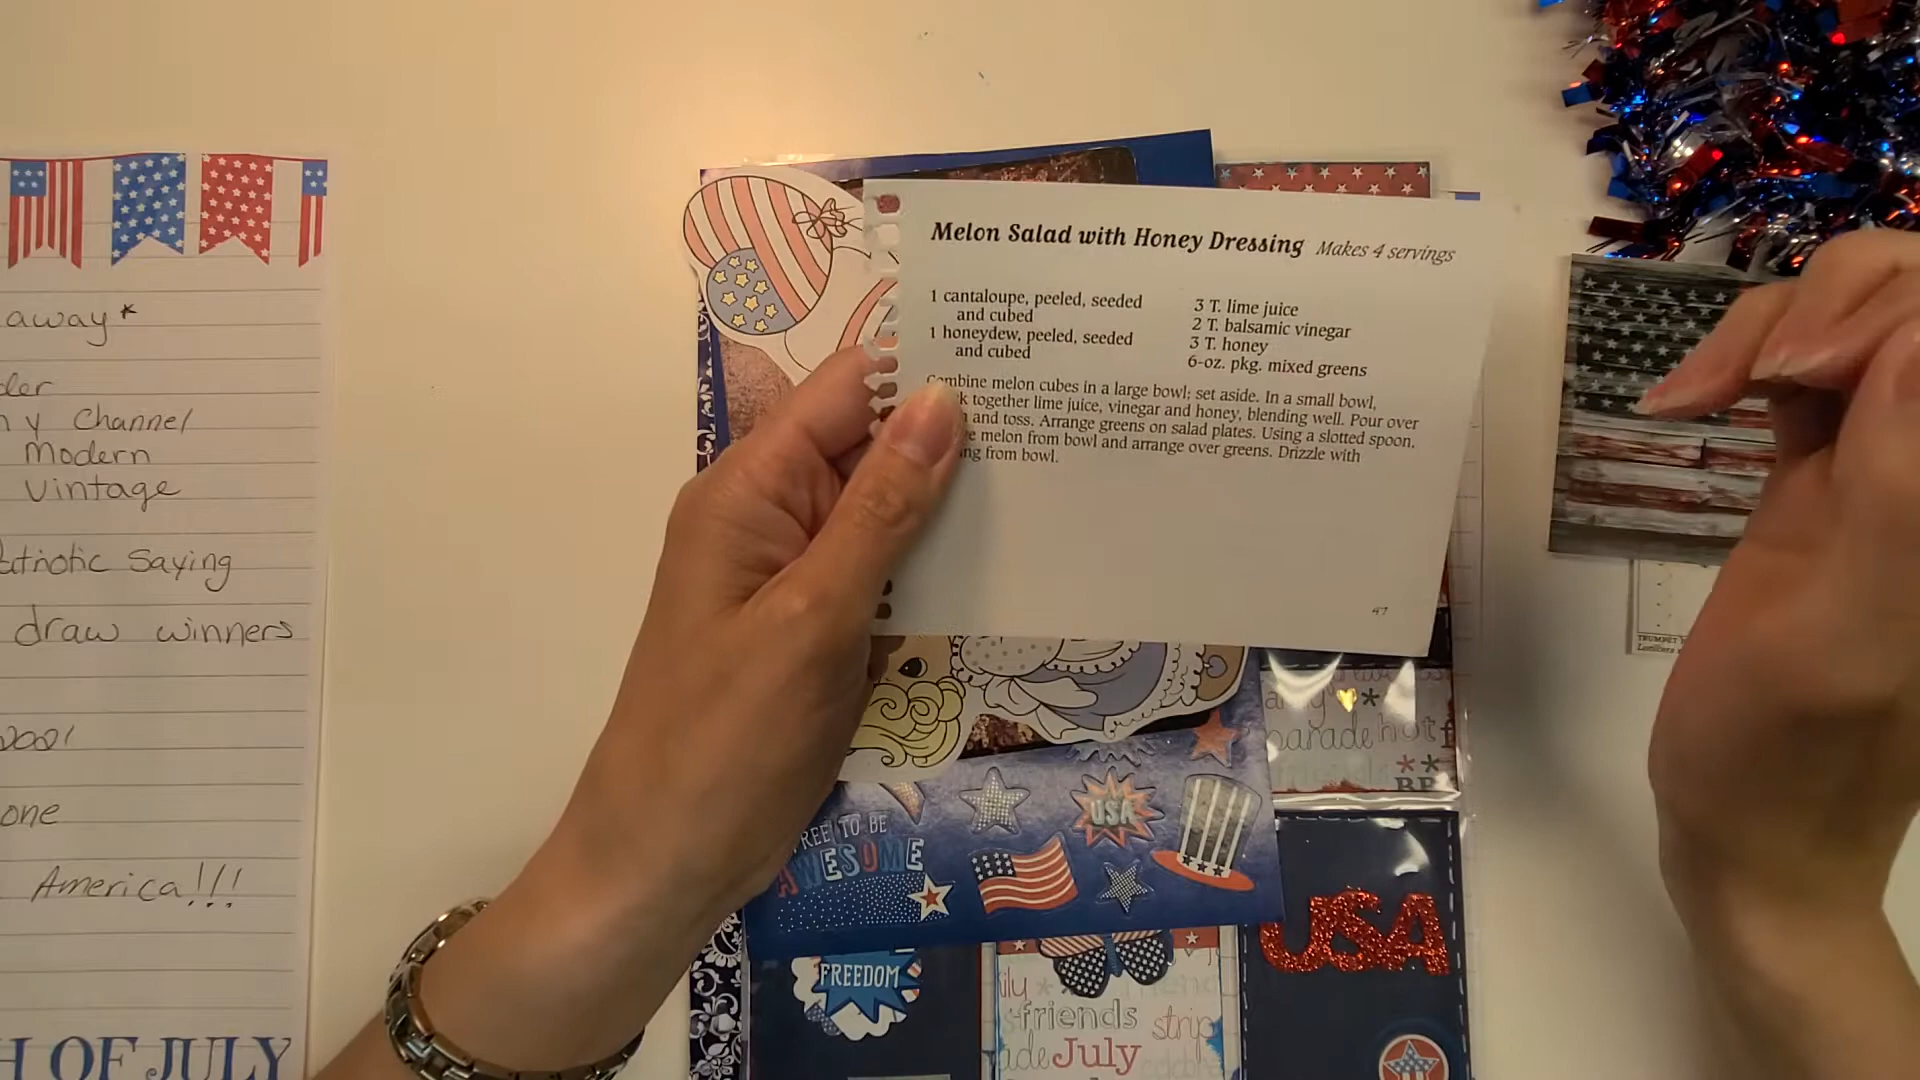 away*
der
y Channel
Modern
Vintage
Saying
draw winners
one
America!!!
H OF JULY
Melon Salad with Honey Dressing Makes 4 servings
1 cantaloupe, peeled, seeded
and cubed
1 honeydew, peeled, seeded
and cubed
3 T. lime juice
2 T. balsamic vinegar
3 T. honey
6-oz. pkg. mixed greens
Combine melon cubes in a large bowl; set aside. In a small bowl,
together lime juice, vinegar and honey, blending well. Pour over
and toss. Arrange greens on salad plates. Using a slotted spoon,
melon from bowl and arrange over greens. Drizzle with
from bowl.
47
TRUMPET
parade hot
BB
TO BE
AWESOME
USA
USA
FREEDOM
friends
July